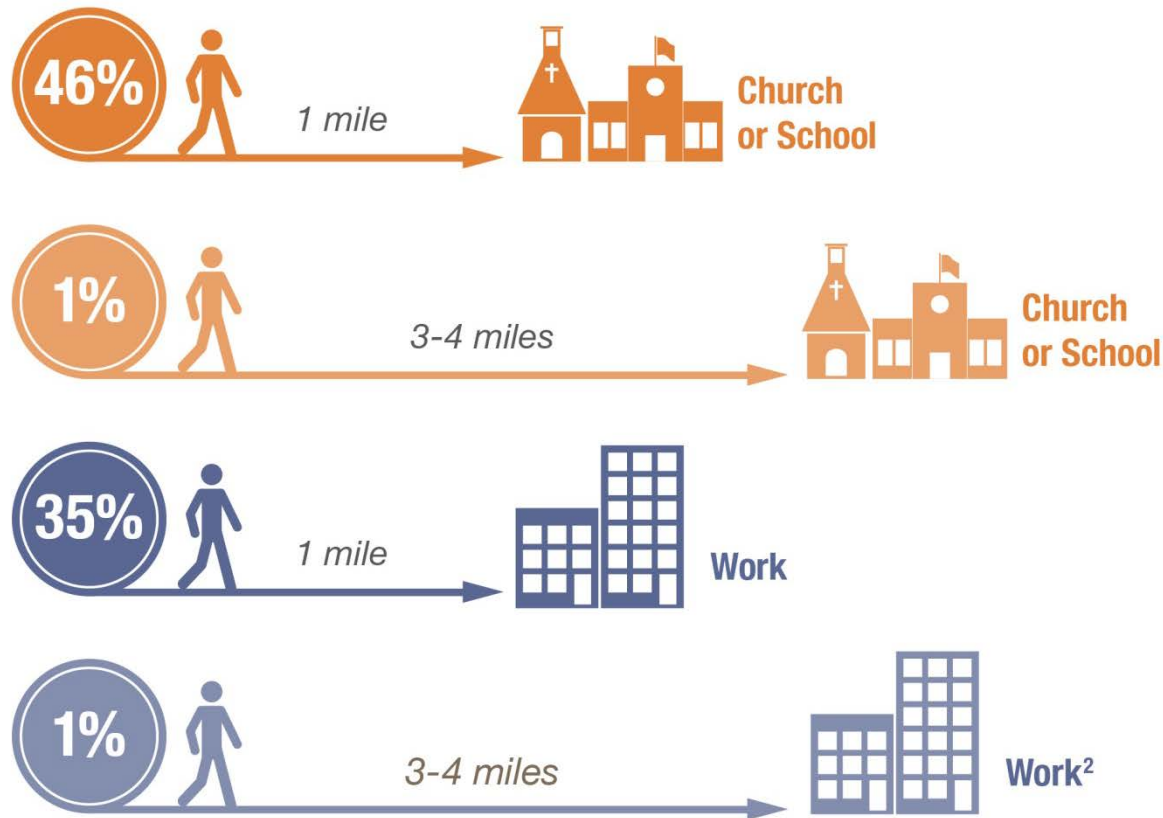 46%
1 mile
Church
or School
1%
3-4 miles
Church
or School
35%
1 mile
Work
1%
3-4 miles
Work²